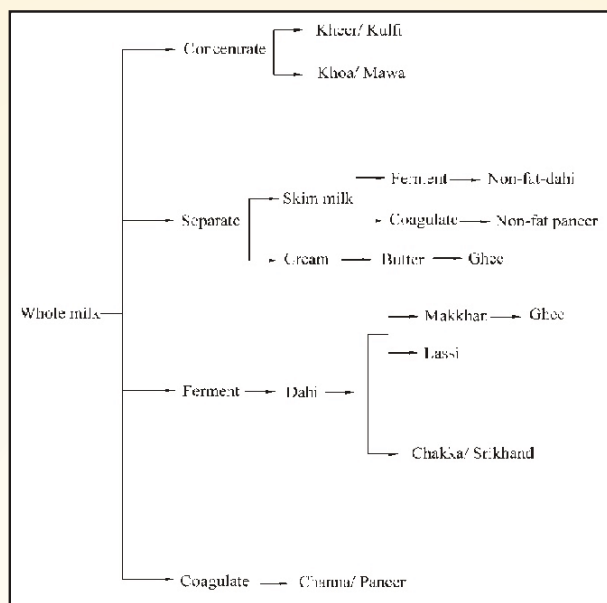 Kheer/ Kulfi
Concentrate
Khoa/ Mawa
Ferment Non-fat-dahi
Skim milk
Coagulate Non-fat paneer
Separate
Cream Butter Ghee
Whole milk
Makkhan Ghee
Lassi
Ferment Dahi
Chakka/ Srikhand
Coagulate Channa/ Paneer